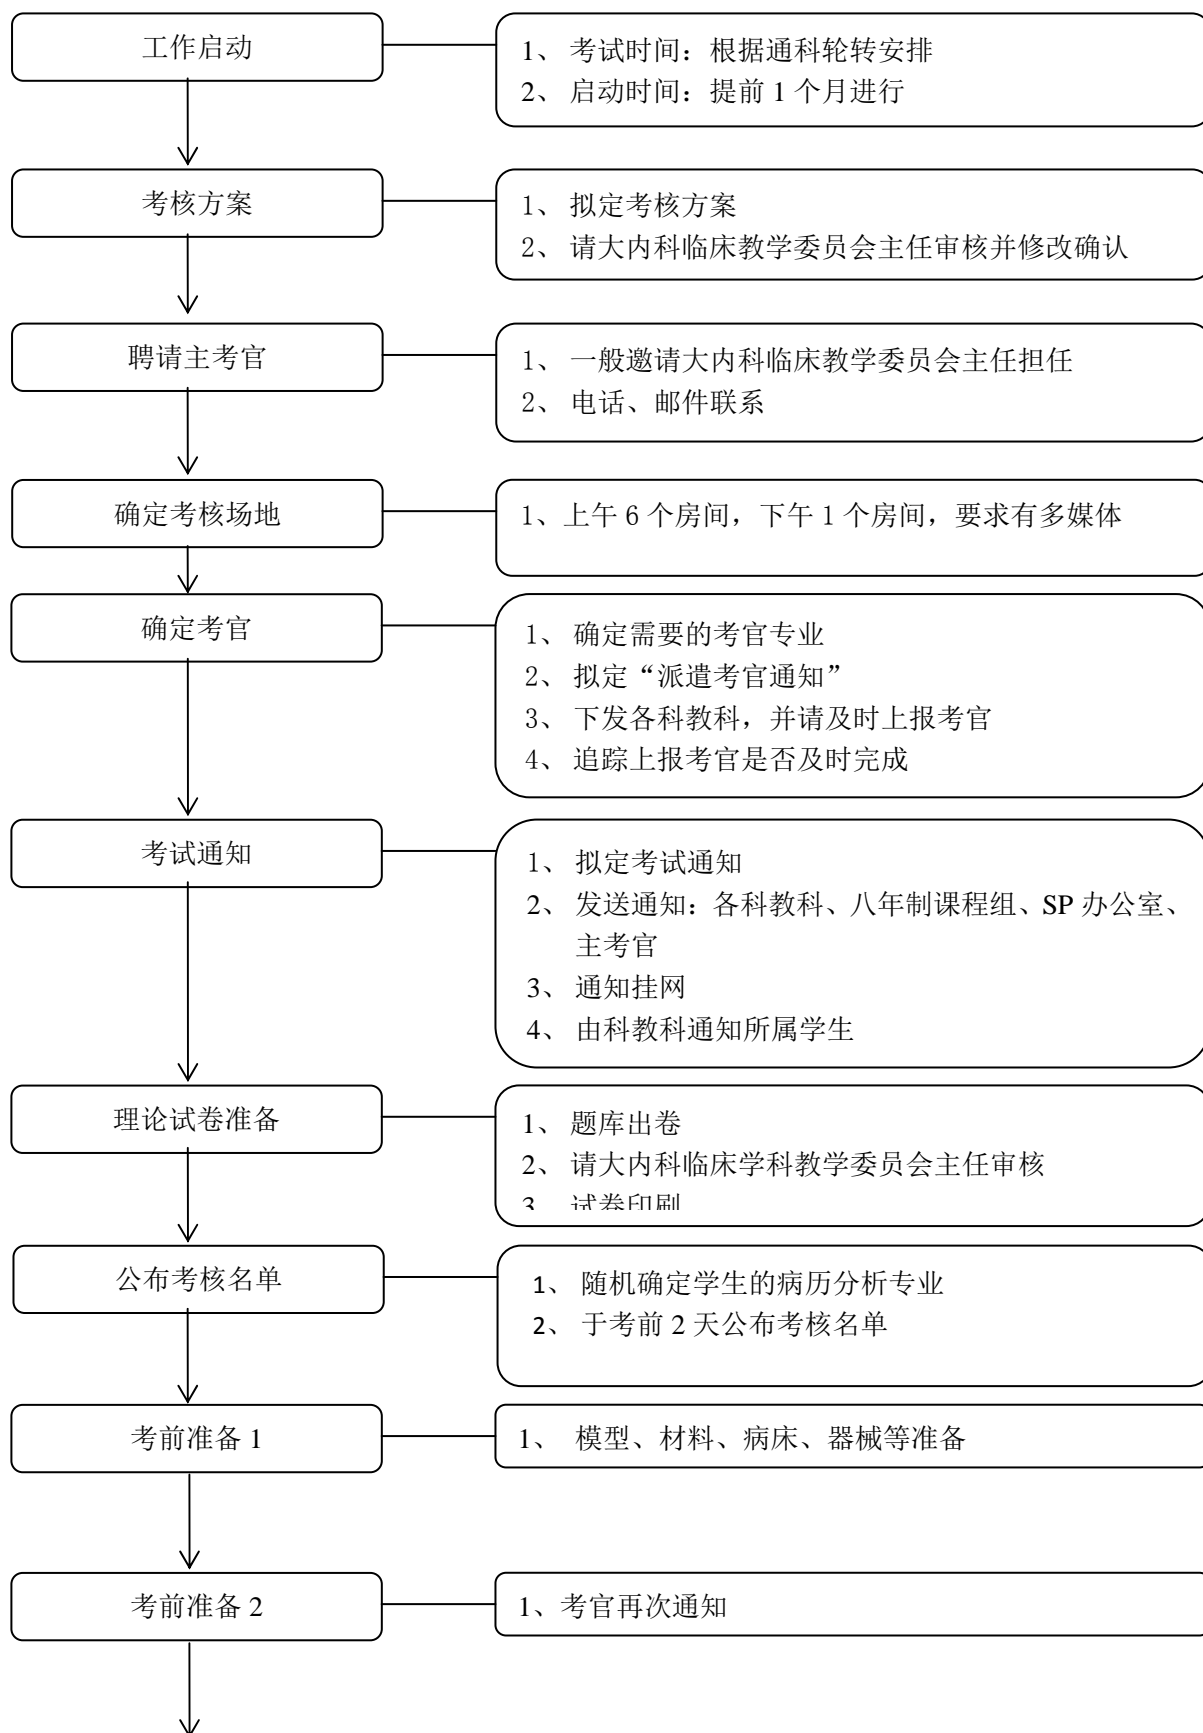 工作启动
1、 考试时间：根据通科轮转安排
2、 启动时间：提前 1 个月进行
考核方案
1、 拟定考核方案
2、 请大内科临床教学委员会主任审核并修改确认
聘请主考官
1、 一般邀请大内科临床教学委员会主任担任
2、 电话、邮件联系
确定考核场地
1、上午 6 个房间，下午 1 个房间，要求有多媒体
确定考官
1、 确定需要的考官专业
2、 拟定“派遣考官通知”
3、 下发各科教科，并请及时上报考官
4、 追踪上报考官是否及时完成
考试通知
1、 拟定考试通知
2、 发送通知：各科教科、八年制课程组、SP 办公室、
主考官
3、 通知挂网
4、 由科教科通知所属学生
理论试卷准备
1、 题库出卷
2、 请大内科临床学科教学委员会主任审核
3、 试卷印刷
公布考核名单
1、 随机确定学生的病历分析专业
2、 于考前 2 天公布考核名单
考前准备 1
1、 模型、材料、病床、器械等准备
考前准备 2
1、考官再次通知